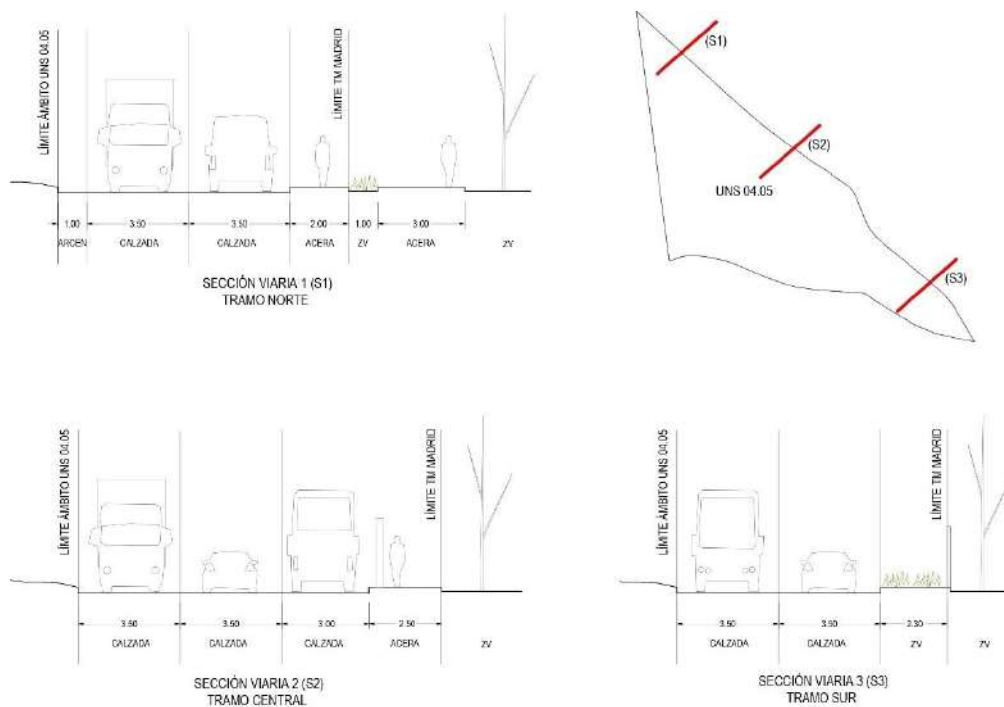 LÍMITE ÁMBITO UNS 04.05
LÍMITE TM MADRID
1.00 3.50 3.50 2.00 1.00 3.00
ARCEN CALZADA CALZADA ACERA ZV ACERA ZV
SECCIÓN VIARIA 1 (S1)
TRAMO NORTE
(S1)
(S2)
UNS 04.05
(S3)
LÍMITE ÁMBITO UNS 04.05
LÍMITE TM MADRID
3.50 3.50 3.00 2.50
CALZADA CALZADA CALZADA ACERA ZV
SECCIÓN VIARIA 2 (S2)
TRAMO CENTRAL
LÍMITE ÁMBITO UNS 04.05
LÍMITE TM MADRID
3.50 3.50 2.30
CALZADA CALZADA ZV ZV
SECCIÓN VIARIA 3 (S3)
TRAMO SUR